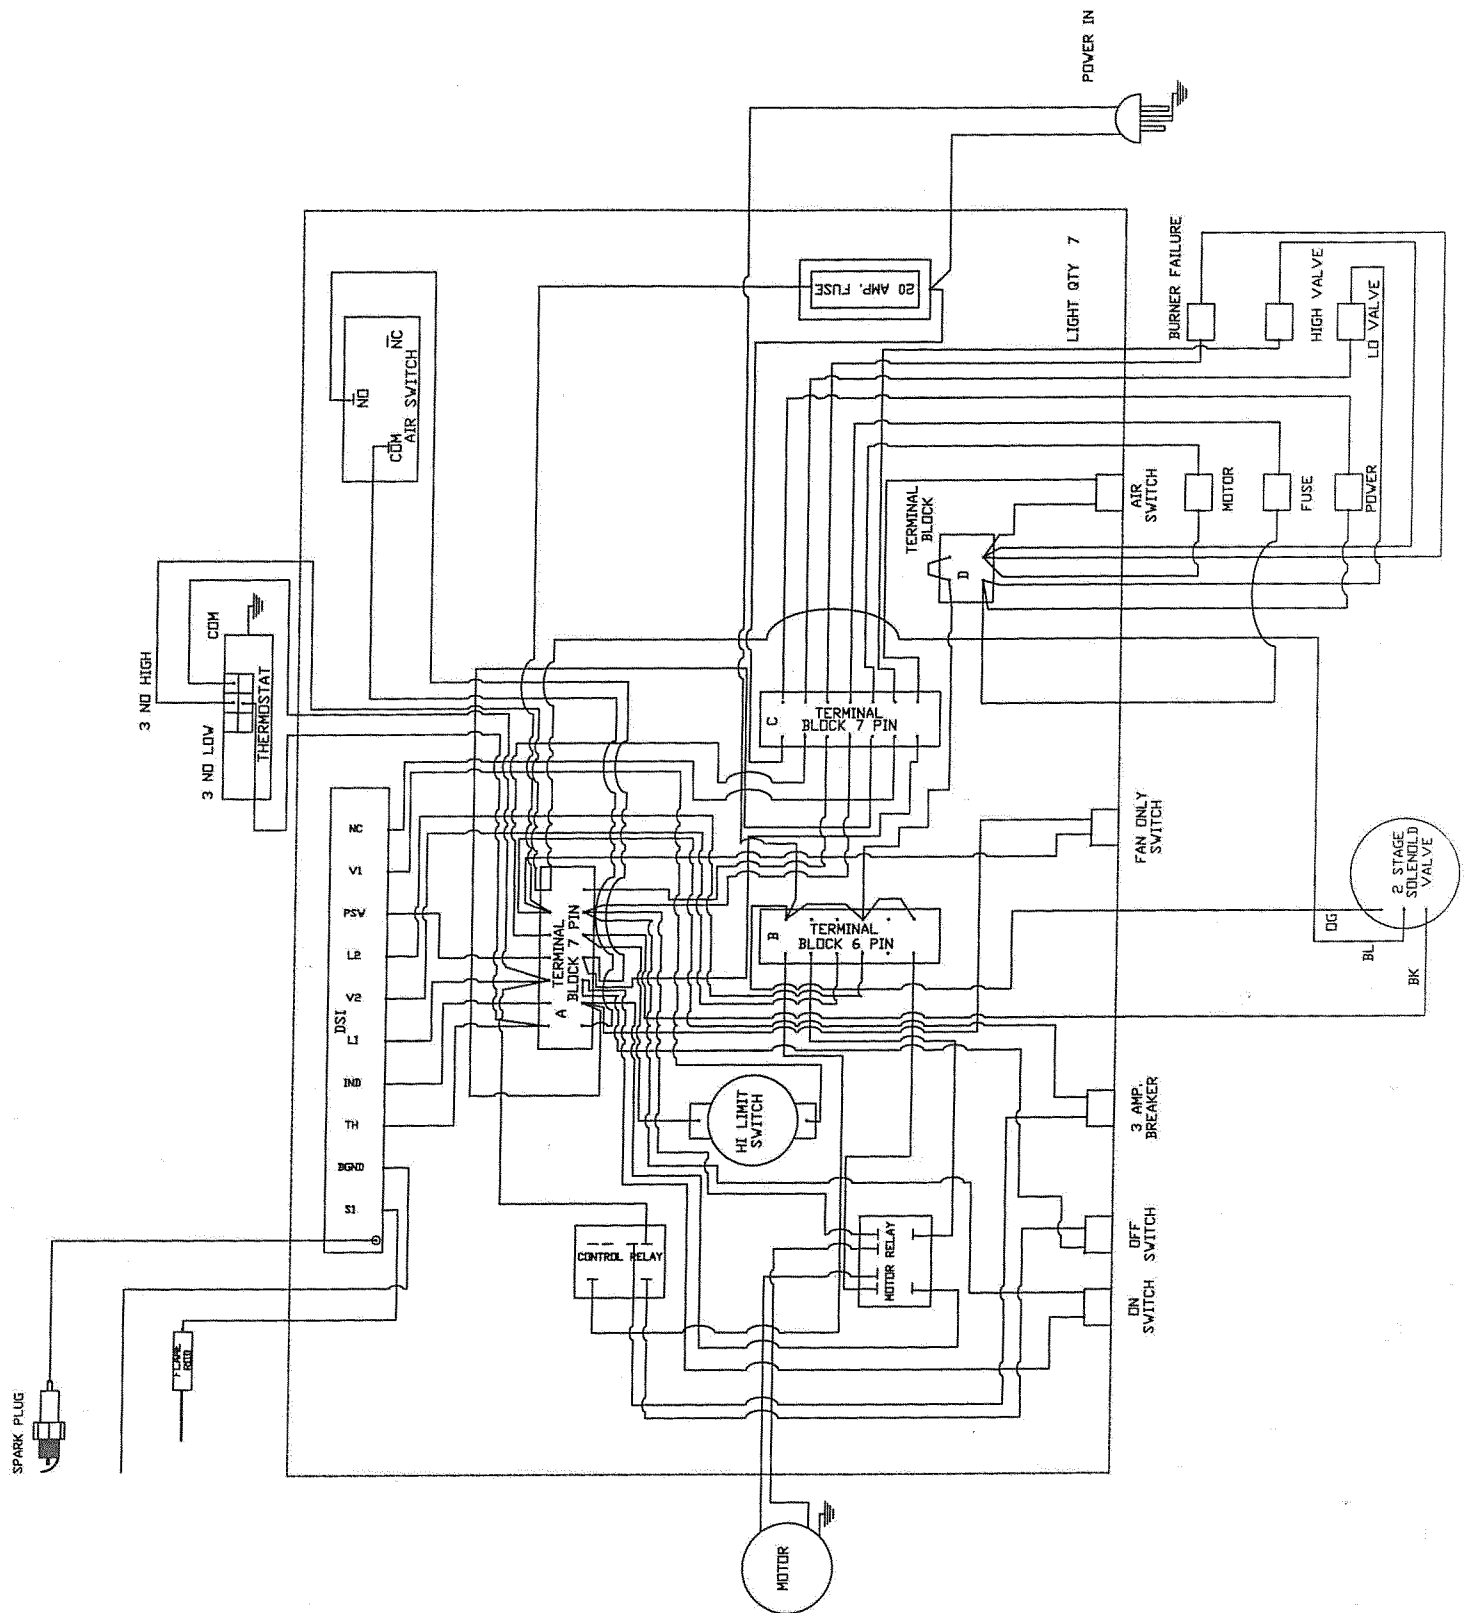 SPARK PLUG
FLAME
ROD
3 NO LOW
3 NO HIGH
COM
THERMOSTAT
POWER IN
S1
BGND
TH
IND
L1
V2
L2
PSW
V1
NC
DSI
COM
NO
NC
AIR SWITCH
20 AMP. FUSE
CONTROL RELAY
A
TERMINAL
BLOCK 7 PIN
HI LIMIT
SWITCH
B
TERMINAL
BLOCK 6 PIN
C
TERMINAL
BLOCK 7 PIN
MOTOR RELAY
MOTOR
TERMINAL
BLOCK
D
LIGHT QTY 7
ON
SWITCH
OFF
SWITCH
3 AMP.
BREAKER
FAN ONLY
SWITCH
AIR
SWITCH
MOTOR
FUSE
POWER
BURNER FAILURE
HIGH VALVE
LO VALVE
OG
BL
BK
2 STAGE
SOLENOLD
VALVE